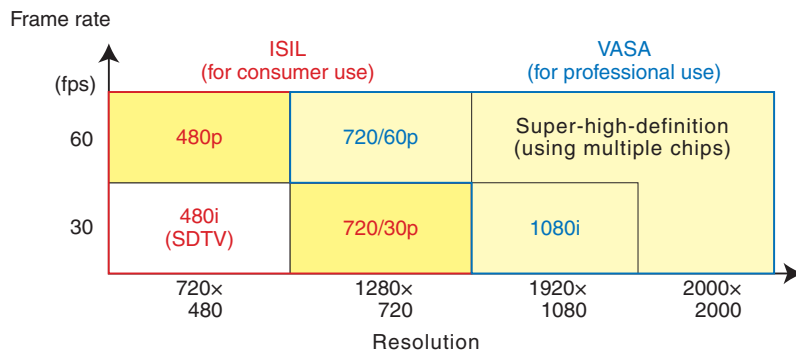 Frame rate
ISIL
(for consumer use)
VASA
(for professional use)
(fps)
60
480p
720/60p
Super-high-definition
(using multiple chips)
30
480i
(SDTV)
720/30p
1080i
720×
480
1280×
720
1920×
1080
2000×
2000
Resolution